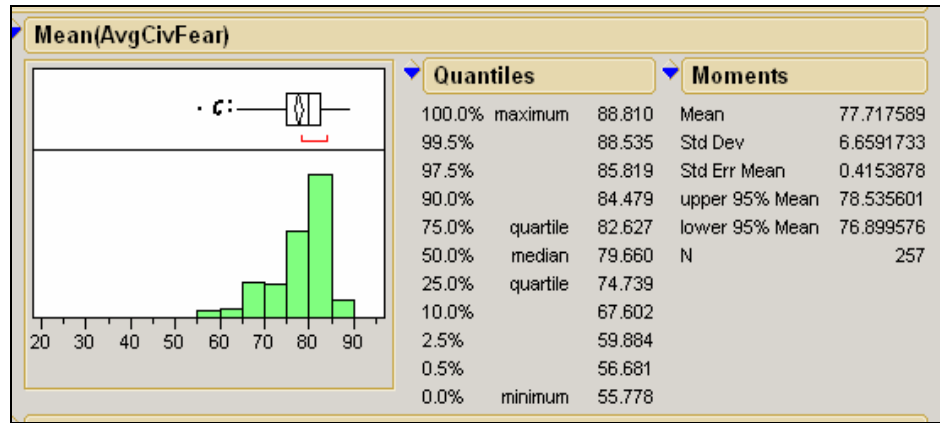 Mean(AvgCivFear)
20 30 40 50 60 70 80 90
Quantiles
100.0% maximum 88.810
99.5% 88.535
97.5% 85.819
90.0% 84.479
75.0% quartile 82.627
50.0% median 79.660
25.0% quartile 74.739
10.0% 67.602
2.5% 59.884
0.5% 56.681
0.0% minimum 55.778
Moments
Mean 77.717589
Std Dev 6.6591733
Std Err Mean 0.4153878
upper 95% Mean 78.535601
lower 95% Mean 76.899576
N 257